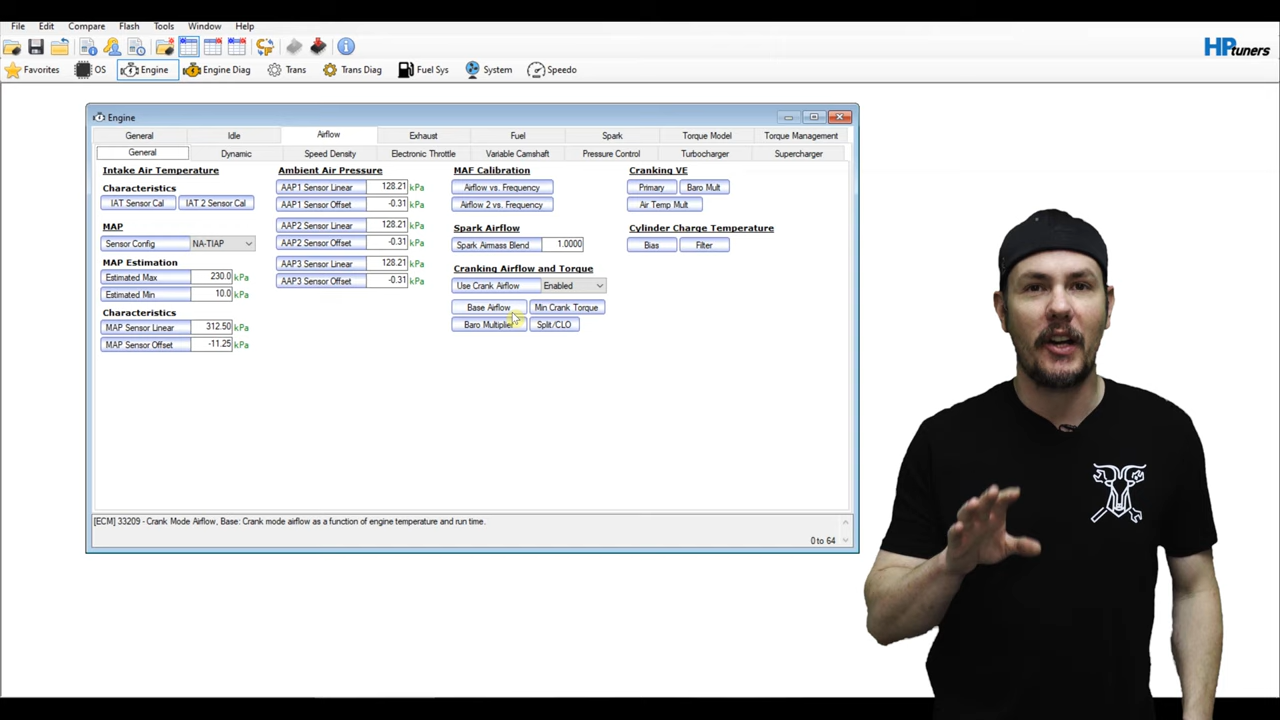 File Edit Compare Flash Tools Window Help
HPtuners
Favorites OS Engine Engine Diag Trans Trans Diag Fuel Sys System Speedo
Engine
General Idle Airflow Exhaust Fuel Spark Torque Model Torque Management
General Dynamic Speed Density Electronic Throttle Variable Camshaft Pressure Control Turbocharger Supercharger
Intake Air Temperature
Characteristics
IAT Sensor Cal IAT 2 Sensor Cal
MAP
Sensor Config NA-TIAP
MAP Estimation
Estimated Max 230.0 kPa
Estimated Min 10.0 kPa
Characteristics
MAP Sensor Linear 312.50 kPa
MAP Sensor Offset -11.25 kPa
Ambient Air Pressure
AAP1 Sensor Linear 128.21 kPa
AAP1 Sensor Offset -0.31 kPa
AAP2 Sensor Linear 128.21 kPa
AAP2 Sensor Offset -0.31 kPa
AAP3 Sensor Linear 128.21 kPa
AAP3 Sensor Offset -0.31 kPa
MAF Calibration
Airflow vs. Frequency
Airflow 2 vs. Frequency
Spark Airflow
Spark Airmass Blend 1.0000
Cranking Airflow and Torque
Use Crank Airflow Enabled
Base Airflow Min Crank Torque
Baro Multiplier Split/CLO
Cranking VE
Primary Baro Mult
Air Temp Mult
Cylinder Charge Temperature
Bias Filter
[ECM] 33209 - Crank Mode Airflow, Base: Crank mode airflow as a function of engine temperature and run time.
0 to 64